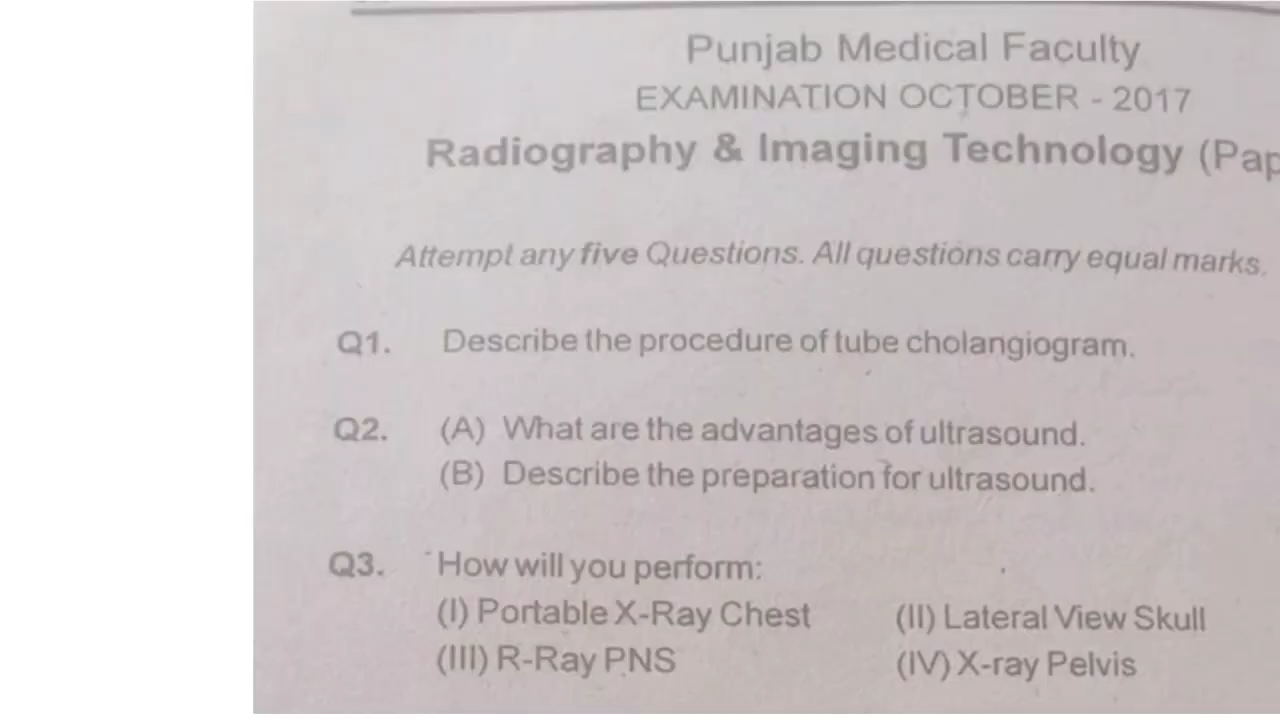 Punjab Medical Faculty
EXAMINATION OCTOBER - 2017
Radiography & Imaging Technology (Pap
Attempt any five Questions. All questions carry equal marks.
Q1. Describe the procedure of tube cholangiogram.
Q2. (A) What are the advantages of ultrasound.
(B) Describe the preparation for ultrasound.
Q3. How will you perform:
(I) Portable X-Ray Chest (II) Lateral View Skull
(III) R-Ray PNS (IV) X-ray Pelvis